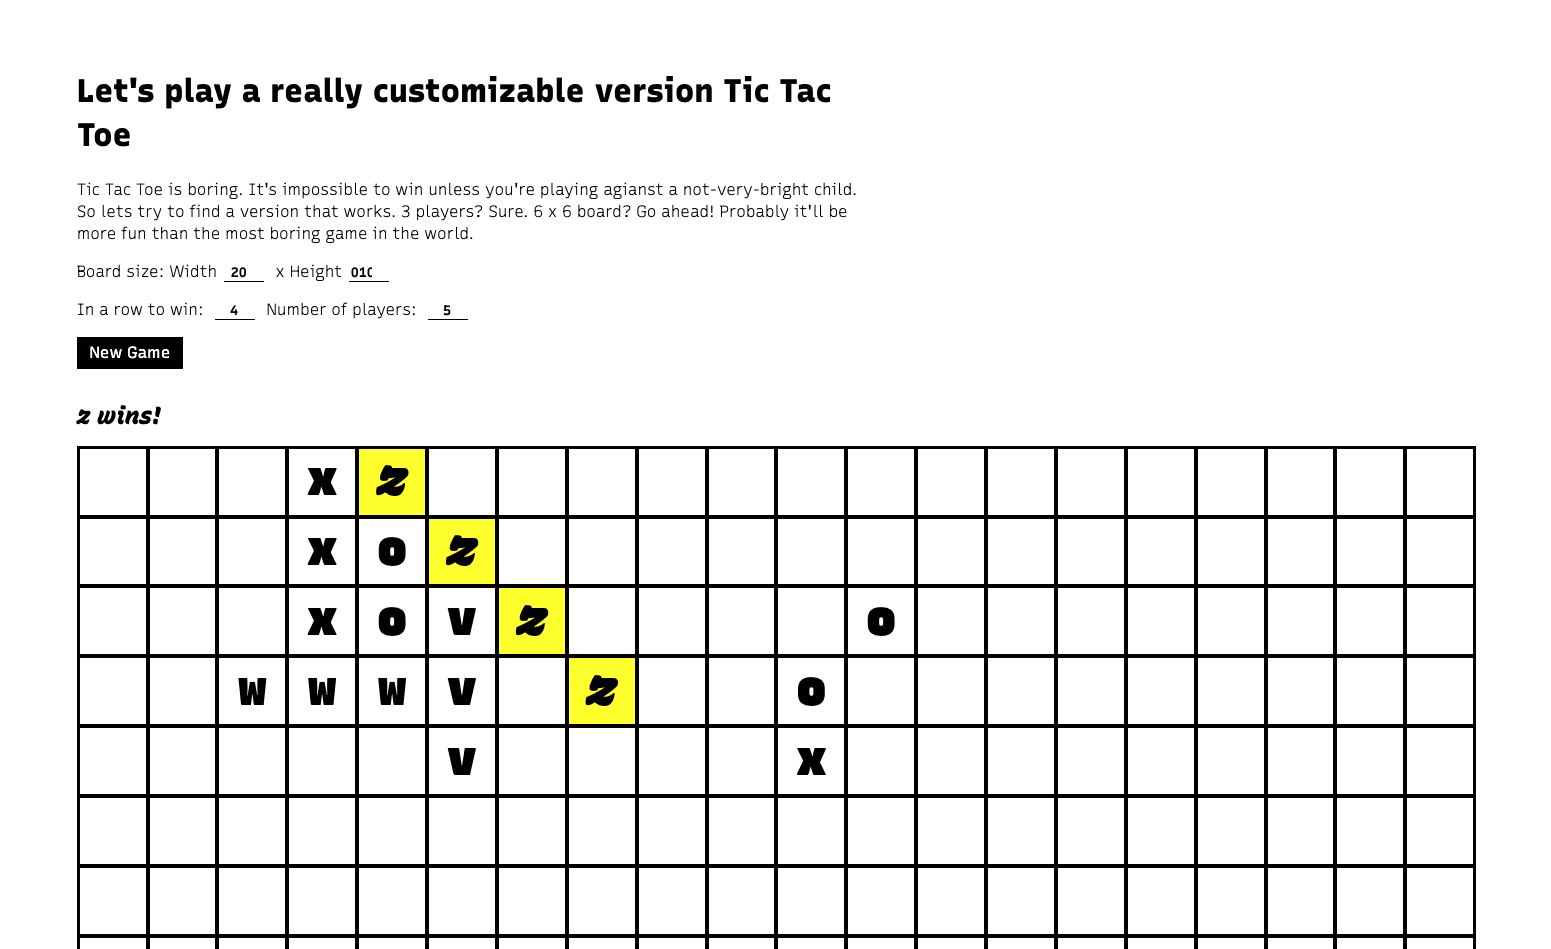 Let's play a really customizable version Tic Tac
Toe
Tic Tac Toe is boring. It's impossible to win unless you're playing agianst a not-very-bright child.
So lets try to find a version that works. 3 players? Sure. 6 x 6 board? Go ahead! Probably it'll be
more fun than the most boring game in the world.
Board size: Width 20 x Height
In a row to win: 4 Number of players: 5
New Game
z wins!
X Z
X O Z
X O V Z O
W W W V Z O
V X